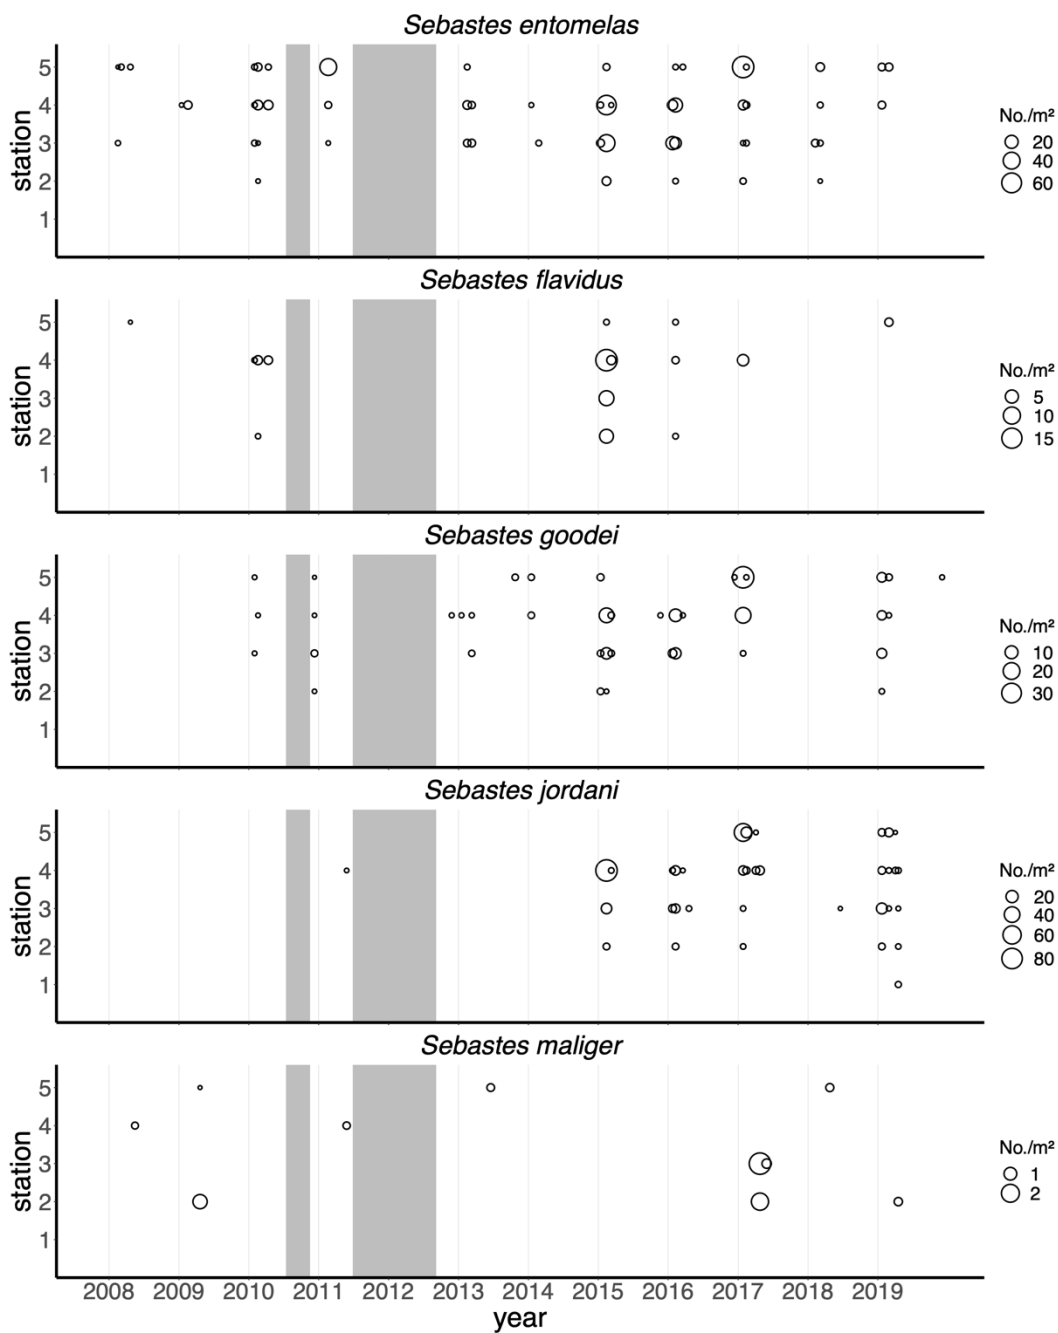 Sebastes entomelas
station
5
4
3
2
1
No./m²
20
40
60
Sebastes flavidus
station
5
4
3
2
1
No./m²
5
10
15
Sebastes goodei
station
5
4
3
2
1
No./m²
10
20
30
Sebastes jordani
station
5
4
3
2
1
No./m²
20
40
60
80
Sebastes maliger
station
5
4
3
2
1
No./m²
1
2
2008 2009 2010 2011 2012 2013 2014 2015 2016 2017 2018 2019
year